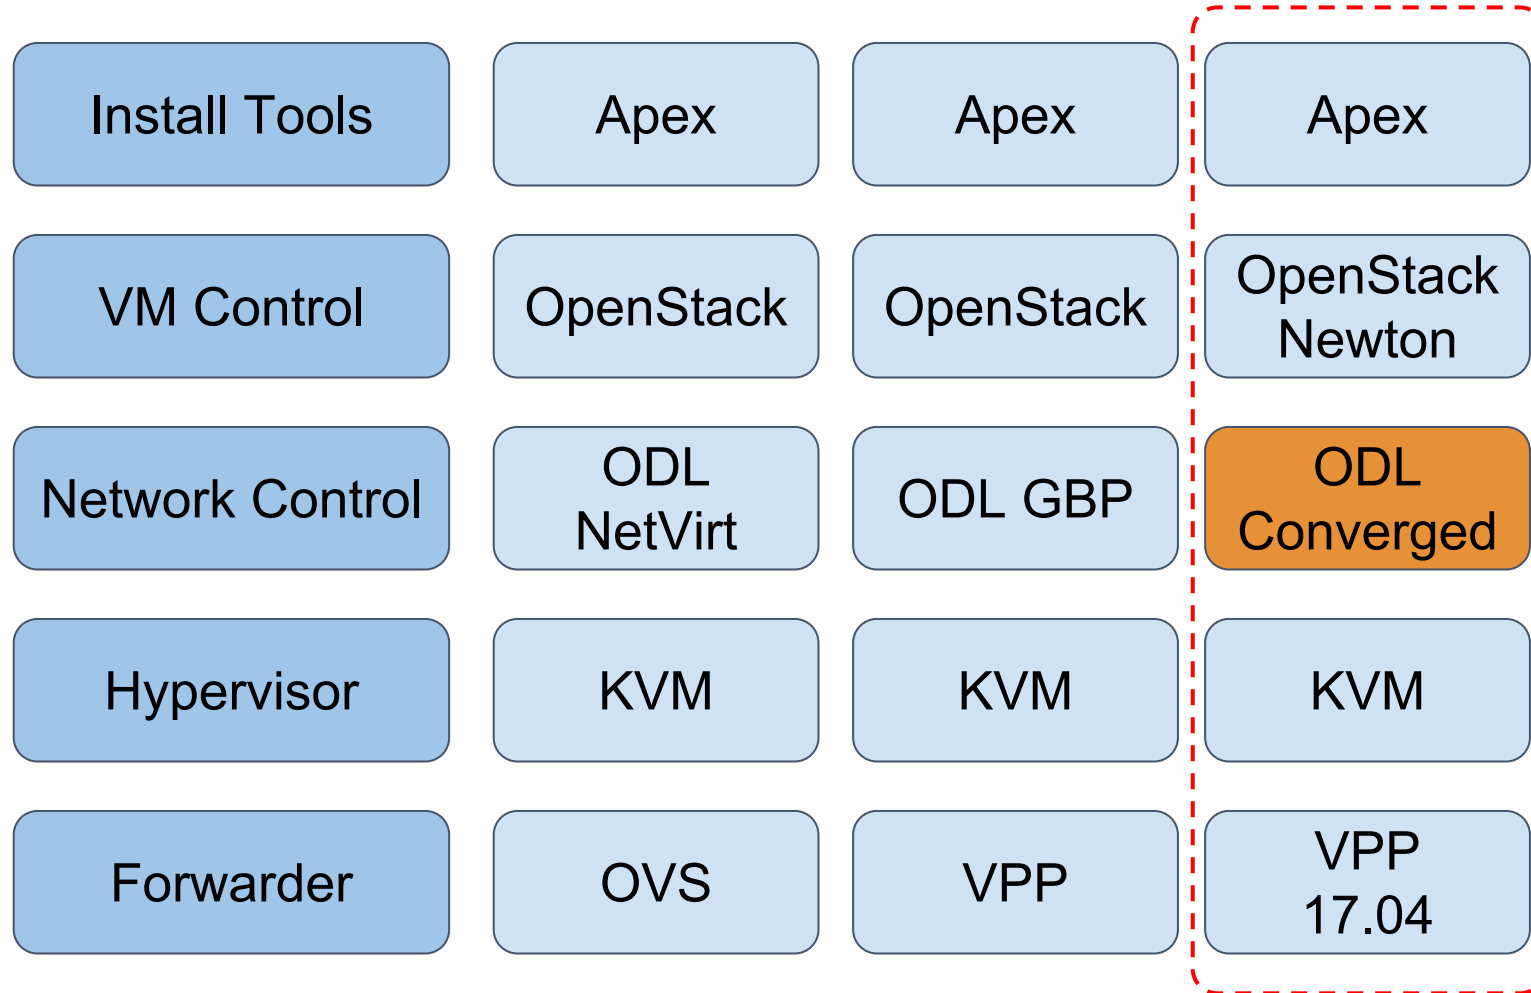 Install Tools
Apex
Apex
Apex
VM Control
OpenStack
OpenStack
OpenStack
Newton
Network Control
ODL
NetVirt
ODL GBP
ODL
Converged
Hypervisor
KVM
KVM
KVM
Forwarder
OVS
VPP
VPP
17.04